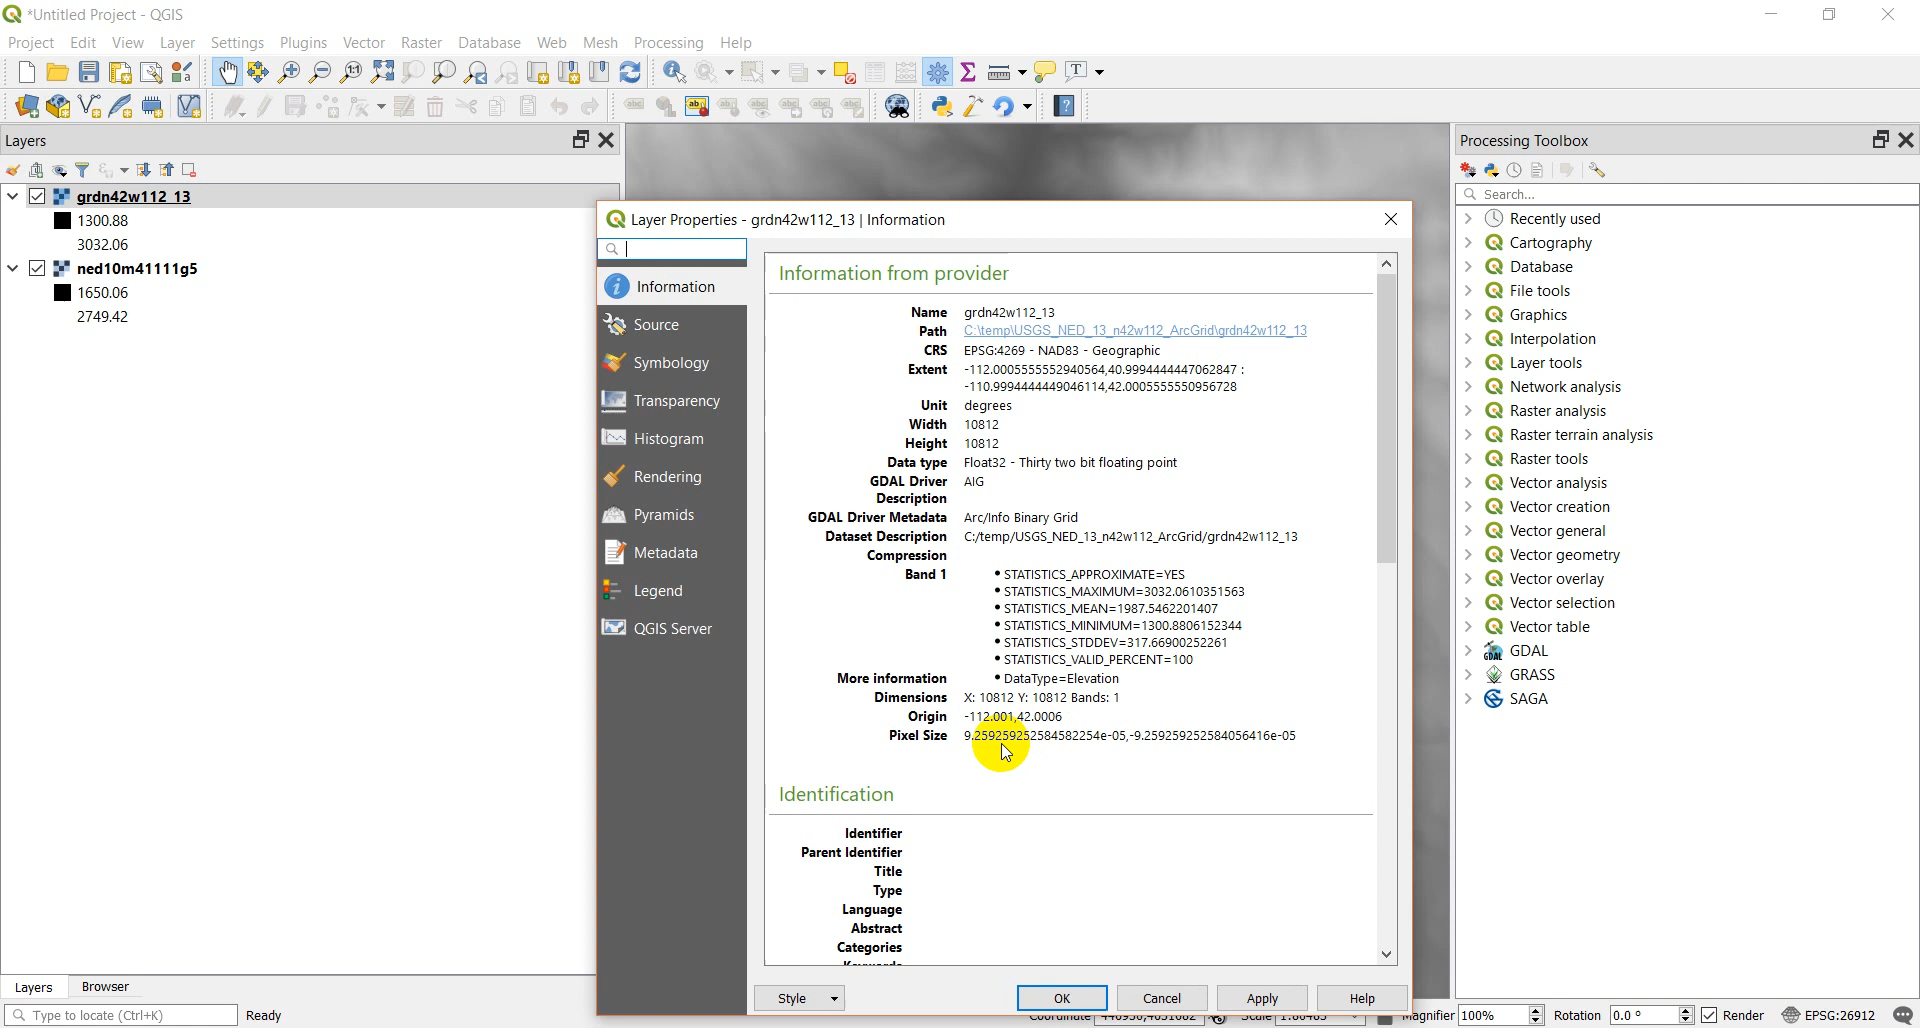 *Untitled Project - QGIS
Project Edit View Layer Settings Plugins Vector Raster Database Web Mesh Processing Help
Layers
grdn42w112_13
1300.88
3032.06
ned10m41111g5
1650.06
2749.42
Layers Browser
Type to locate (Ctrl+K) Ready
Layer Properties - grdn42w112_13 | Information
Information
Source
Symbology
Transparency
Histogram
Rendering
Pyramids
Metadata
Legend
QGIS Server
Information from provider
Name grdn42w112_13
Path C:\temp\USGS_NED_13_n42w112_ArcGrid\grdn42w112_13
CRS EPSG:4269 - NAD83 - Geographic
Extent -112.0005555552940564,40.9994444447062847 :
-110.9994444449046114,42.0005555550956728
Unit degrees
Width 10812
Height 10812
Data type Float32 - Thirty two bit floating point
GDAL Driver AIG
Description
GDAL Driver Metadata Arc/Info Binary Grid
Dataset Description C:/temp/USGS_NED_13_n42w112_ArcGrid/grdn42w112_13
Compression
Band 1 • STATISTICS_APPROXIMATE=YES
• STATISTICS_MAXIMUM=3032.0610351563
• STATISTICS_MEAN=1987.5462201407
• STATISTICS_MINIMUM=1300.8806152344
• STATISTICS_STDDEV=317.66900252261
• STATISTICS_VALID_PERCENT=100
More information • DataType=Elevation
Dimensions X: 10812 Y: 10812 Bands: 1
Origin -112.001,42.0006
Pixel Size 9.259259252584582254e-05,-9.259259252584056416e-05
Identification
Identifier
Parent Identifier
Title
Type
Language
Abstract
Categories
Style OK Cancel Apply Help
Processing Toolbox
Search...
Recently used
Cartography
Database
File tools
Graphics
Interpolation
Layer tools
Network analysis
Raster analysis
Raster terrain analysis
Raster tools
Vector analysis
Vector creation
Vector general
Vector geometry
Vector overlay
Vector selection
Vector table
GDAL
GRASS
SAGA
Magnifier 100% Rotation 0.0 ° Render EPSG:26912